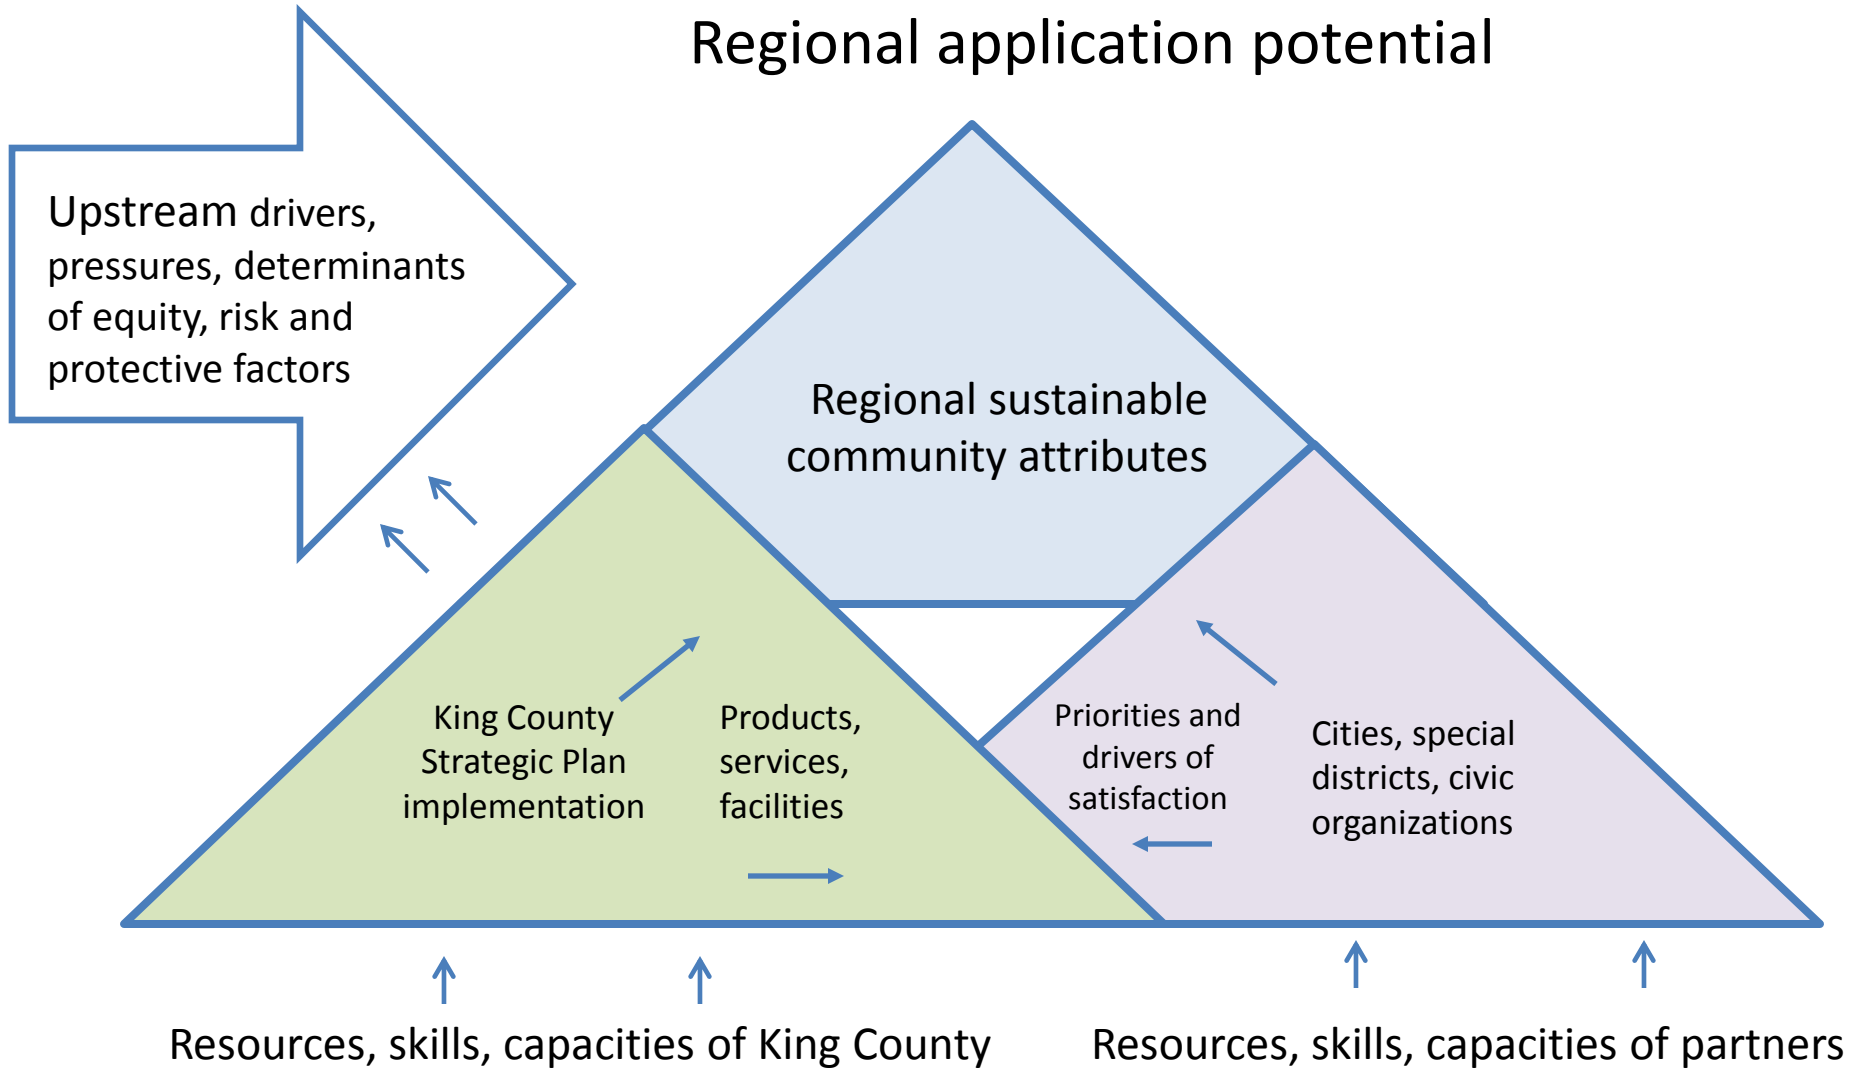 Regional application potential
Upstream drivers,
pressures, determinants
of equity, risk and
protective factors
Regional sustainable
community attributes
King County
Strategic Plan
implementation
Products,
services,
facilities
Priorities and
drivers of
satisfaction
Cities, special
districts, civic
organizations
Resources, skills, capacities of King County
Resources, skills, capacities of partners